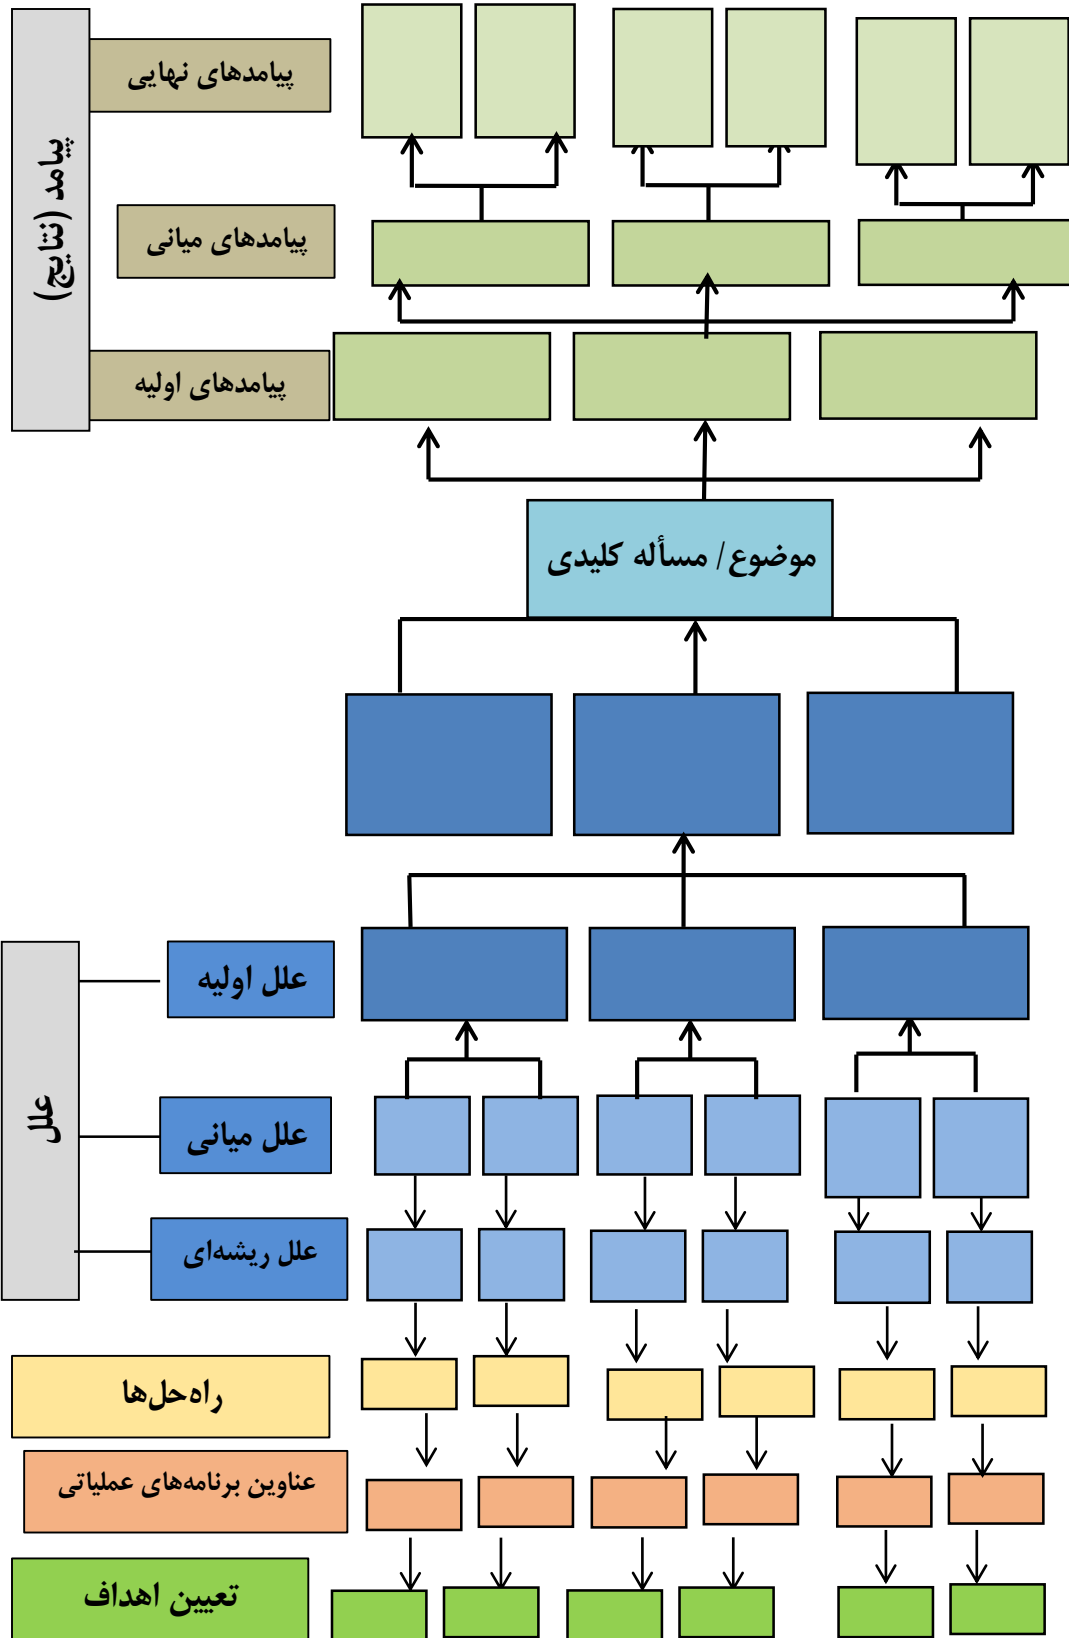 پیامد (نتایج)
پیامدهای نهایی
پیامدهای میانی
پیامدهای اولیه
موضوع/ مسأله کلیدی
علل
علل اولیه
علل میانی
علل ریشه‌ای
راه‌حل‌ها
عناوین برنامه‌های عملیاتی
تعیین اهداف